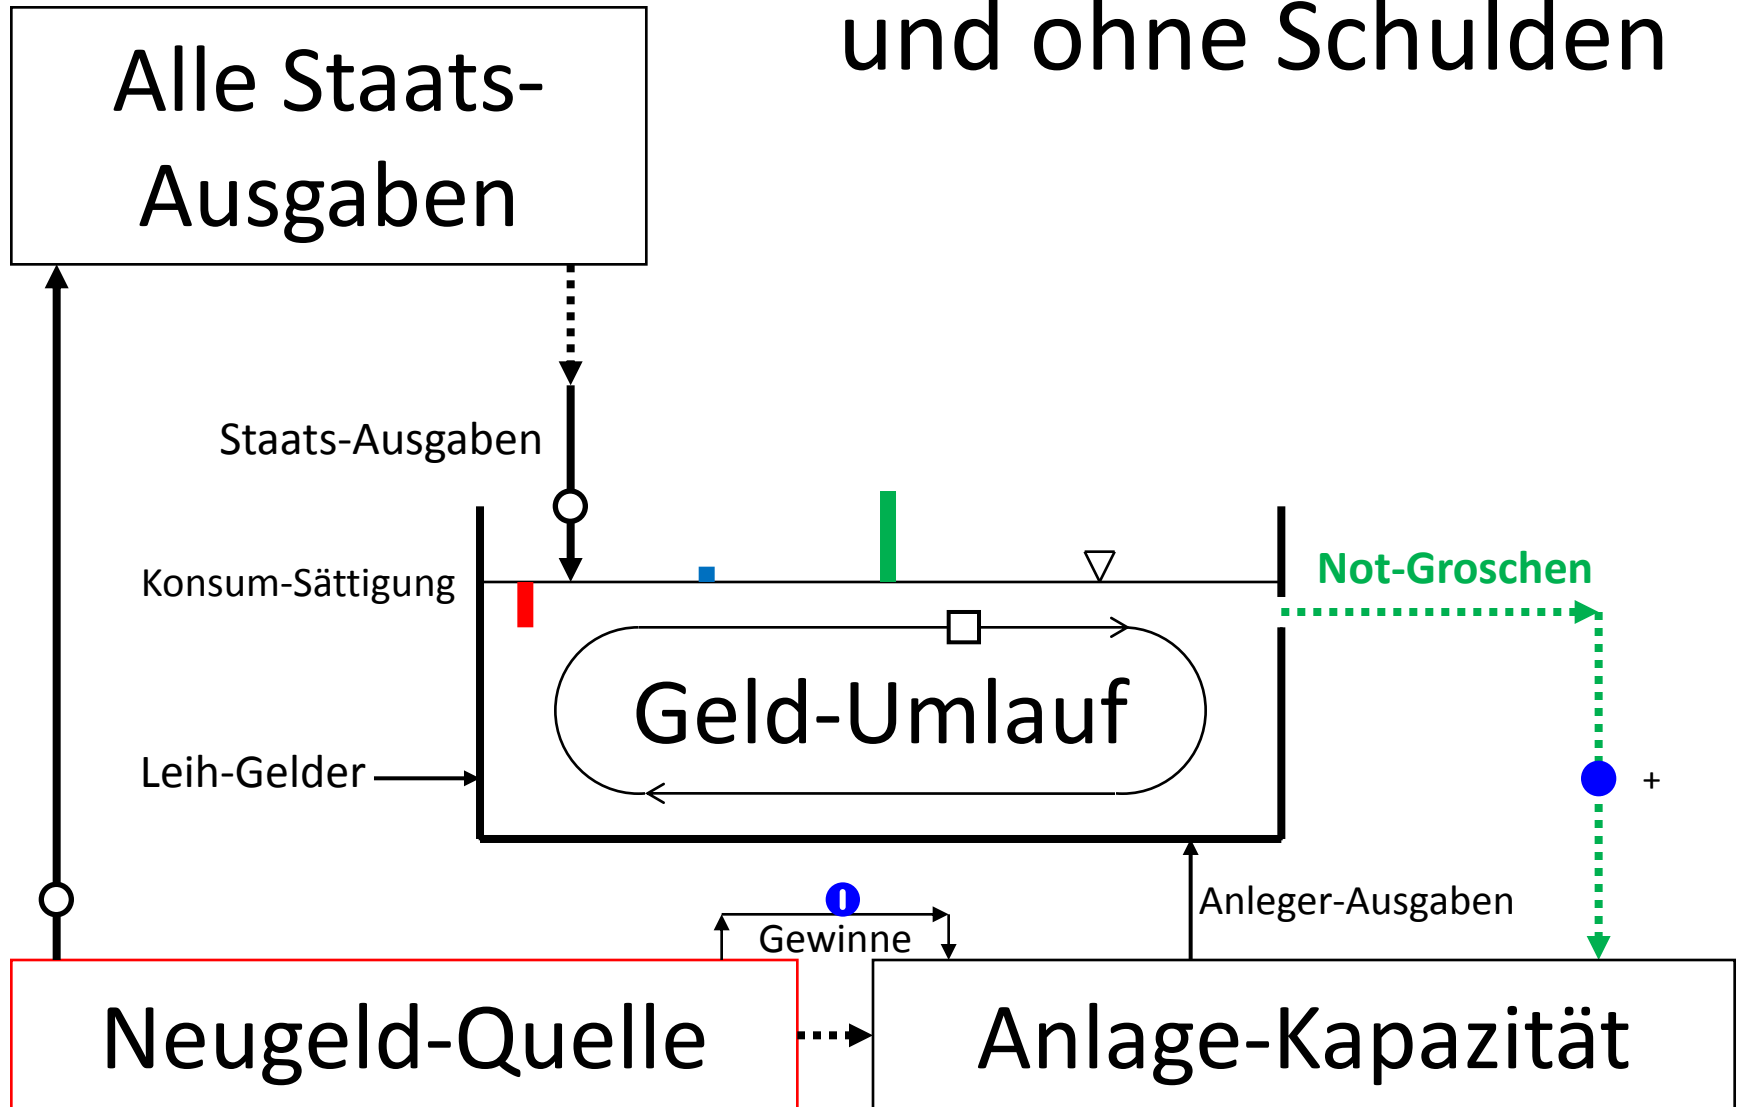 und ohne Schulden
Alle Staats-
Ausgaben
Staats-Ausgaben
Konsum-Sättigung
Not-Groschen
Geld-Umlauf
Leih-Gelder
+
Anleger-Ausgaben
Gewinne
Neugeld-Quelle
Anlage-Kapazität